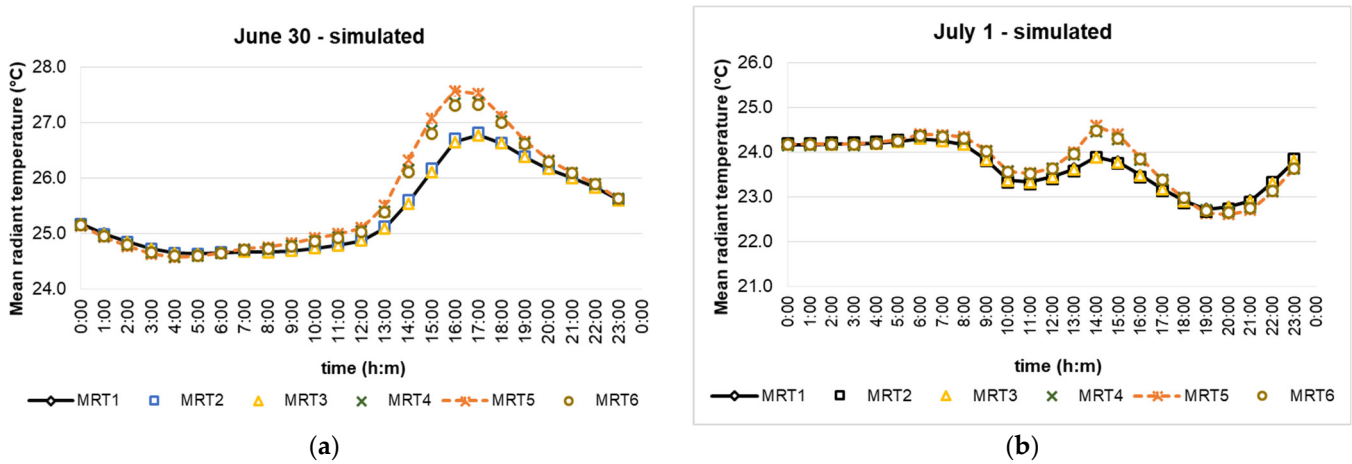 June 30 - simulated
Mean radiant temperature (°C)
28.0
27.0
26.0
25.0
24.0
0:00 1:00 2:00 3:00 4:00 5:00 6:00 7:00 8:00 9:00 10:00 11:00 12:00 13:00 14:00 15:00 16:00 17:00 18:00 19:00 20:00 21:00 22:00 23:00 0:00
time (h:m)
MRT1 MRT2 MRT3 MRT4 MRT5 MRT6
(a)
July 1 - simulated
Mean radiant temperature (°C)
26.0
25.0
24.0
23.0
22.0
21.0
0:00 1:00 2:00 3:00 4:00 5:00 6:00 7:00 8:00 9:00 10:00 11:00 12:00 13:00 14:00 15:00 16:00 17:00 18:00 19:00 20:00 21:00 22:00 23:00 0:00
time (h:m)
MRT1 MRT2 MRT3 MRT4 MRT5 MRT6
(b)